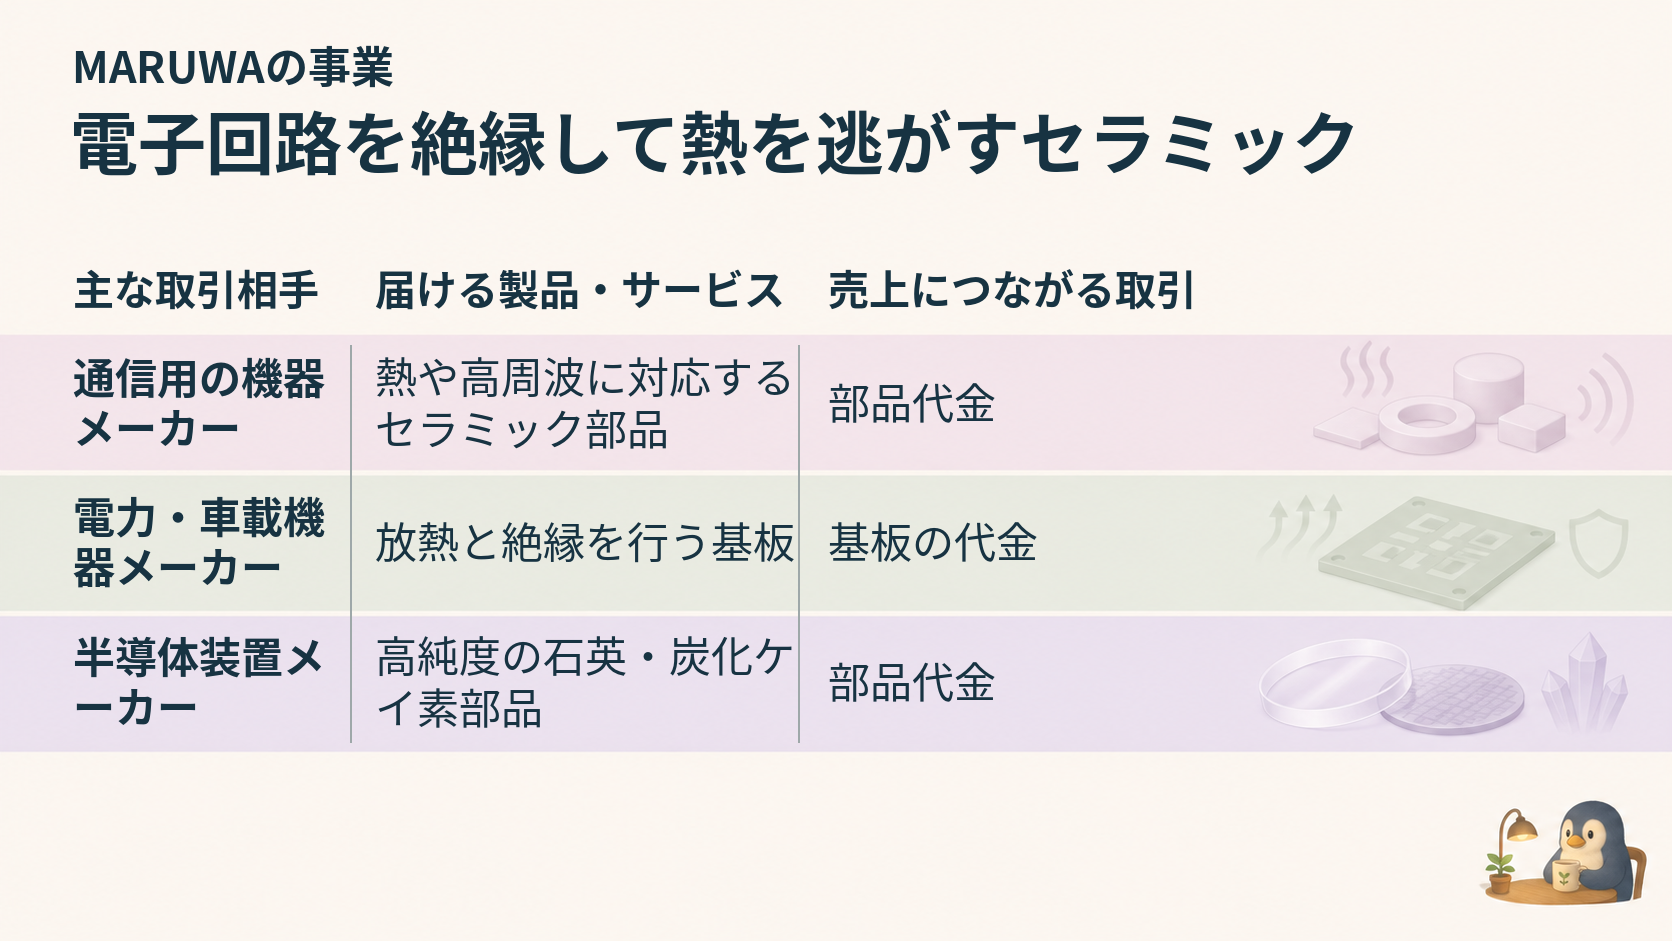 MARUWAの事業
電子回路を絶縁して熱を逃がすセラミック
主な取引相手 届ける製品・サービス 売上につながる取引
通信用の機器
メーカー
熱や高周波に対応する
セラミック部品
部品代金
電力・車載機
器メーカー
放熱と絶縁を行う基板
基板の代金
半導体装置メ
ーカー
高純度の石英・炭化ケ
イ素部品
部品代金